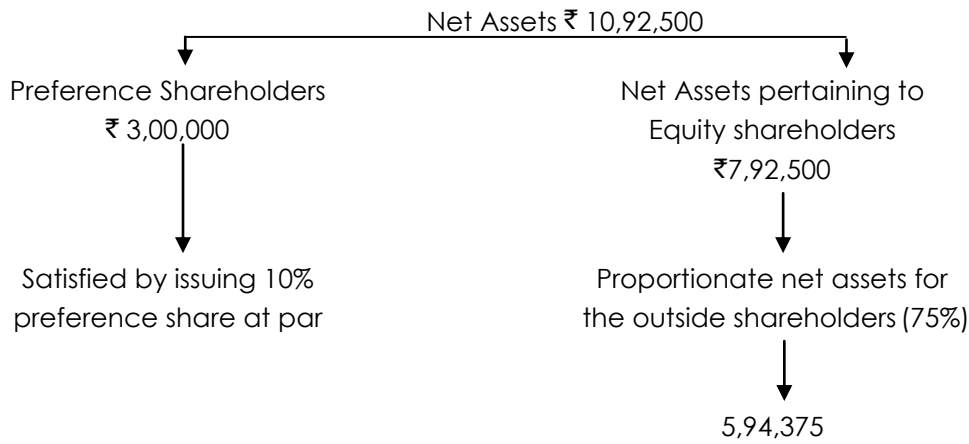 Net Assets ₹ 10,92,500
Preference Shareholders
₹ 3,00,000
Net Assets pertaining to
Equity shareholders
₹7,92,500
Satisfied by issuing 10%
preference share at par
Proportionate net assets for
the outside shareholders (75%)
5,94,375